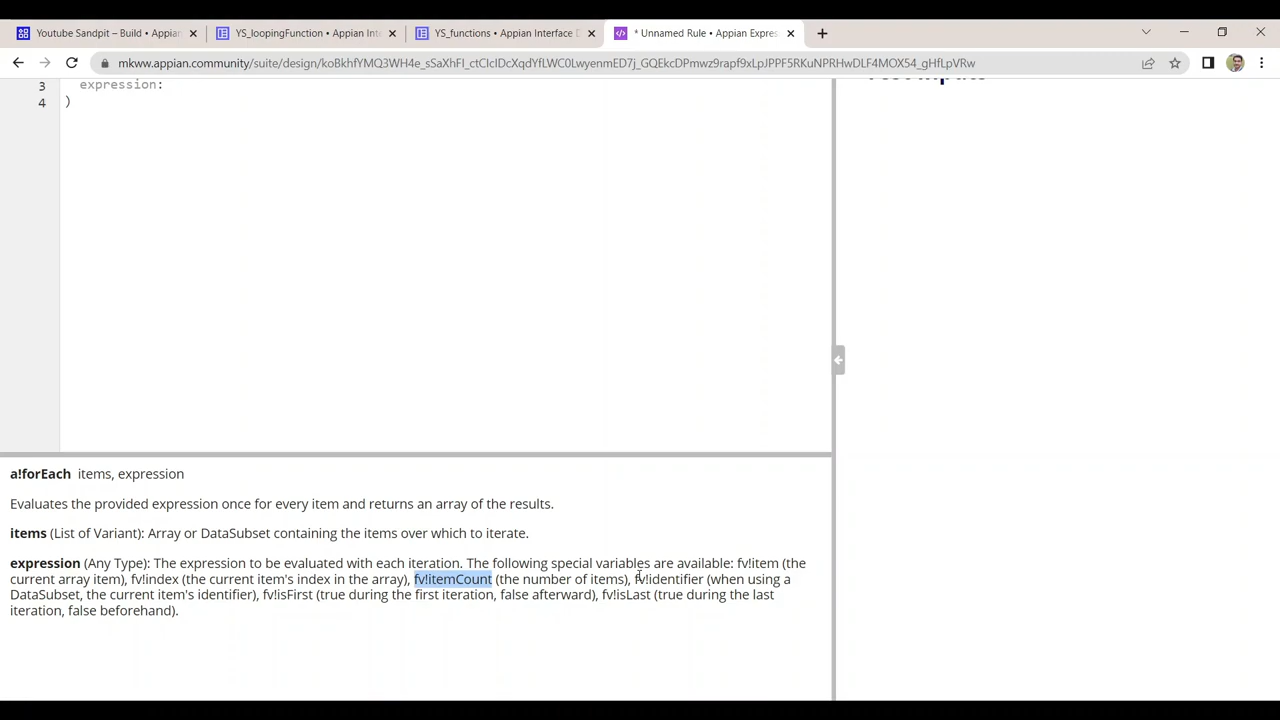 Youtube Sandpit – Build • Appian
YS_loopingFunction • Appian Inte
YS_functions • Appian Interface D
* Unnamed Rule • Appian Expres
mkww.appian.community/suite/design/koBkhfYMQ3WH4e_sSaXhFI_ctCIcIDcXqdYfLWC0LwyenmED7j_GQEkcDPmwz9rapf9xLpJPPF5RKuNPRHwDLF4MOX54_gHfLpVRw
3 expression:
4 )
a!forEach items, expression
Evaluates the provided expression once for every item and returns an array of the results.
items (List of Variant): Array or DataSubset containing the items over which to iterate.
expression (Any Type): The expression to be evaluated with each iteration. The following special variables are available: fv!item (the
current array item), fv!index (the current item's index in the array), fv!itemCount (the number of items), fv!identifier (when using a
DataSubset, the current item's identifier), fv!isFirst (true during the first iteration, false afterward), fv!isLast (true during the last
iteration, false beforehand).